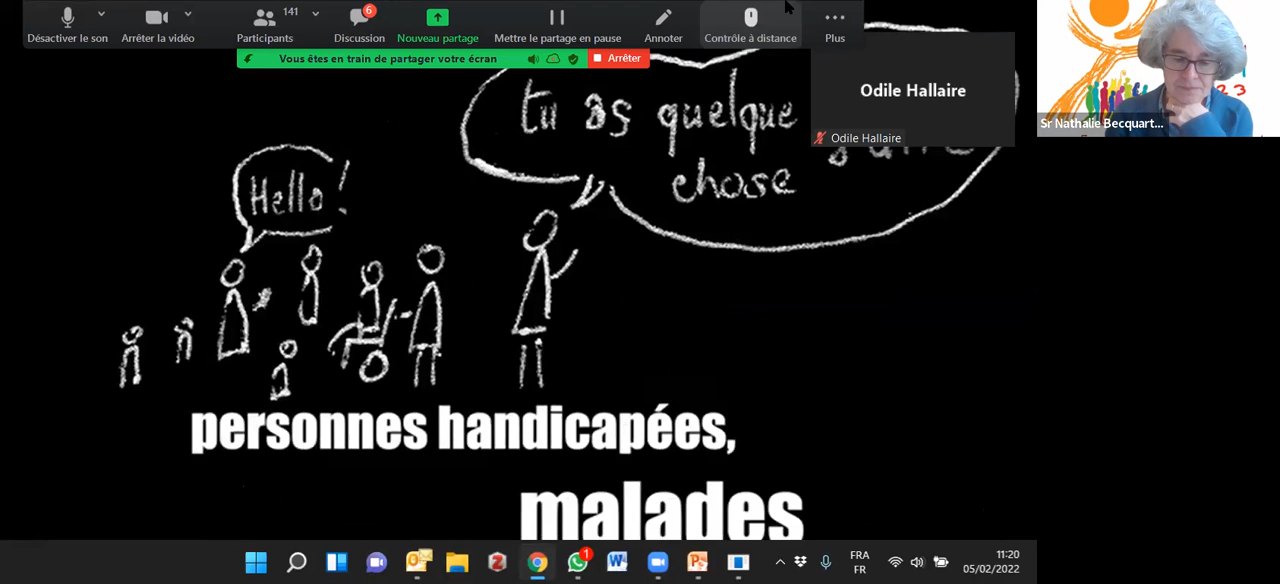 141
6
Désactiver le son
Arrêter la vidéo
Participants
Discussion
Nouveau partage
Mettre le partage en pause
Annoter
Contrôle à distance
Plus
Vous êtes en train de partager votre écran
Arrêter
Odile Hallaire
Odile Hallaire
Sr Nathalie Becquart...
23
tu as quelque
chose
Hello!
personnes handicapées,
malades
1
FRA
FR
11:20
05/02/2022